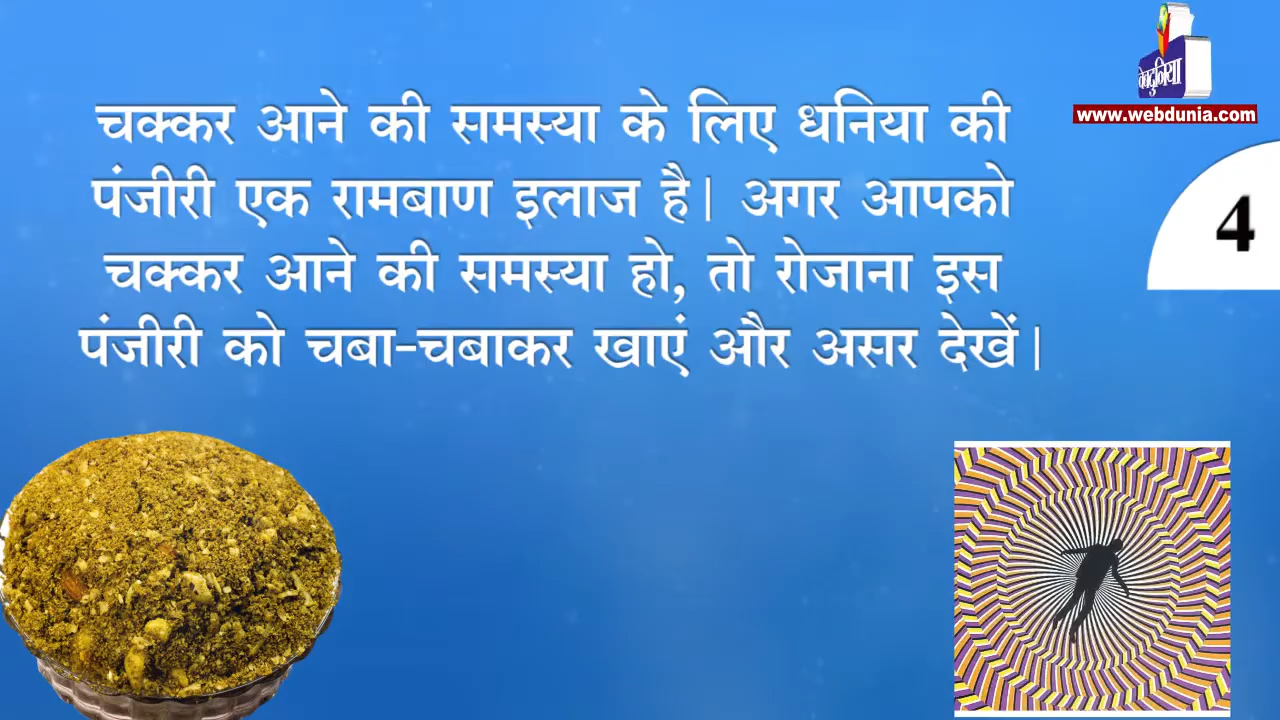 वेबदुनिया
www.webdunia.com
4
चक्कर आने की समस्या के लिए धनिया की
पंजीरी एक रामबाण इलाज है। अगर आपको
चक्कर आने की समस्या हो, तो रोजाना इस
पंजीरी को चबा-चबाकर खाएं और असर देखें।